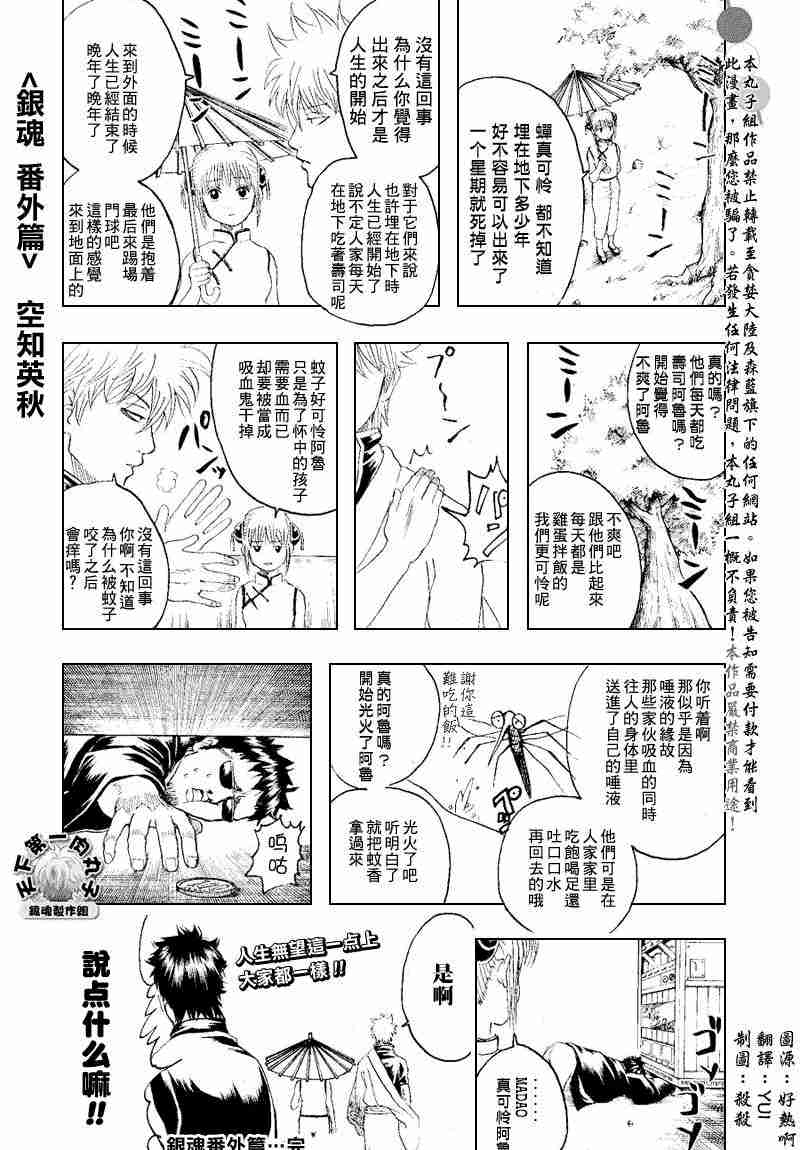 蟬真可憐 都不知道
埋在地下多少年
好不容易可以出來了
一个星期就死掉了
沒有這回事
為什么你覺得
出來之后才是
人生的開始
對于它們來說
也許埋在地下時
人生已經開始了
說不定人家每天
在地下吃著壽司呢
來到外面的時候
人生已經結束了
晚年了晚年了
他們是抱着
最后來踢場
門球吧
這樣的感覺
來到地面上的
<銀魂 番外篇> 空知英秋
真的嗎？
他們每天都吃
壽司阿魯嗎？
開始覺得
不爽了阿魯
不爽吧
跟他們比起來
每天都是
雞蛋拌飯的
我們更可憐呢
蚊子好可憐阿魯
只是為了怀中的孩子
需要血而已
却要被當成
吸血鬼干掉
沒有這回事
你啊 不知道
為什么被蚊子
咬了之后
會痒嗎？
你听着啊
那似乎是因為
唾液的緣故
那些家伙吸血的同時
往人的身体里
送進了自己的唾液
他們可是在
人家家里
吃飽喝足還
吐口口水
再回去的哦
謝你這
難吃的飯!!
プ〜ン
真的阿魯嗎？
開始光火了阿魯
光火了吧
听明白了
就把蚊香
拿過來
呜咕
ゴソゴソ
……
MADAO
真可怜阿魯
是啊
人生無望這一点上
大家都一樣!!
說点什么嘛!!
銀魂番外篇…完
天下第一肉丸子
銀魂製作組
本丸子組作品禁止轉載至貪婪大陸及森藍旗下的任何網站。如果您被告知需要付款才能看到
此漫畫，那麼您被騙了。若發生任何法律問題，本丸子組一概不負責！本作品嚴禁商業用途！
圖源：好熱啊
翻譯：YUI
制圖：殺殺